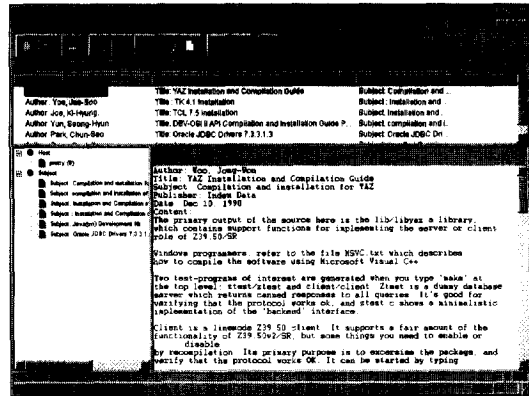 Title: YAZ Installation and Compilation Guide Subject: Compilation and ...
Author: Yoo, Jae-Soo Title: TK 4.1 Installation Subject: Installation and ...
Author: Joe, Ki-Hyung, Title: TCL 7.5 Installation Subject: Installation and ...
Author: Yun, Seong-Hyun Title: DEV-OSI II API Compilation and Installation Guide P... Subject: compilation and i...
Author: Park, Chun-Seo Title: Oracle JDBC Drivers 7.3.3.1.3 Subject: Oracle JDBC Dri...
Host
Subject
Subject : Compilation and installation
Subject : compilation and installation of
Subject : Installation and Compilation
Subject : Installation and Compilation
Subject : Oracle JDBC Drivers 7.3.3.1
Author: Woo, Jong-Won
Title: YAZ Installation and Compilation Guide
Subject: Compilation and installation for YAZ
Publisher: Index Data
Date: Dec 10, 1998
Content:
The primary output of the source here is the lib/libyaz.a library,
which contains support functions for implementing the server or client
role of Z39.50/SR
Windows programmers, refer to the file MSVC.txt which describes
how to compile the software using Microsoft Visual C++
Two test-programs of interest are generated when you type 'make' at
the top level: ztest/ztest and client/client. Ztest is a dummy database
server which returns canned responses to all queries. It's good for
verifying that the protocol works ok, and ztest.c shows a minimalistic
implementation of the 'backend' interface.
Client is a linemode Z39.50 client. It supports a fair amount of the
functionality of Z39.50v2/SR, but some things you need to enable or
disable
by recompilation. Its primary purpose is to excersise the package, and
verify that the protocol works OK. It can be started by typing